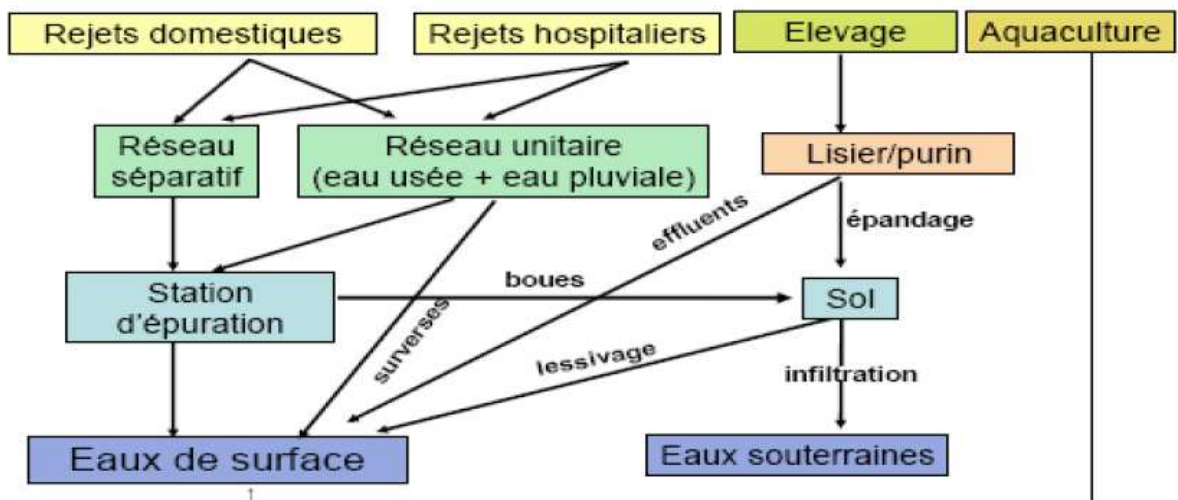 Rejets domestiques
Rejets hospitaliers
Elevage
Aquaculture
Réseau
séparatif
Réseau unitaire
(eau usée + eau pluviale)
Lisier/purin
effluents
épandage
Station
d'épuration
boues
Sol
surverses
lessivage
infiltration
Eaux de surface
Eaux souterraines